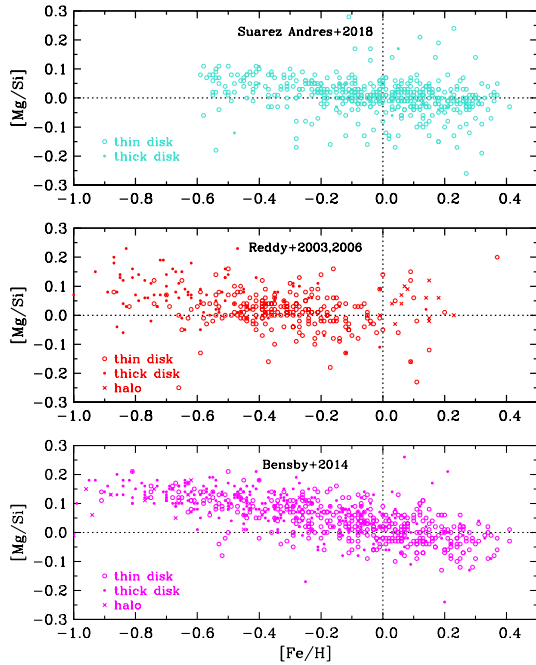 0.3
Suarez Andres+2018
0.2
0.1
[Mg/Si]
0.0
−0.1
thin disk
thick disk
−0.2
−0.3
−1.0 −0.8 −0.6 −0.4 −0.2 0.0 0.2 0.4
0.3
Reddy+2003,2006
0.2
0.1
[Mg/Si]
0.0
−0.1
thin disk
−0.2
thick disk
halo
−0.3
−1.0 −0.8 −0.6 −0.4 −0.2 0.0 0.2 0.4
0.3
Bensby+2014
0.2
0.1
[Mg/Si]
0.0
−0.1
thin disk
−0.2
thick disk
halo
−0.3
−1.0 −0.8 −0.6 −0.4 −0.2 0.0 0.2 0.4
[Fe/H]